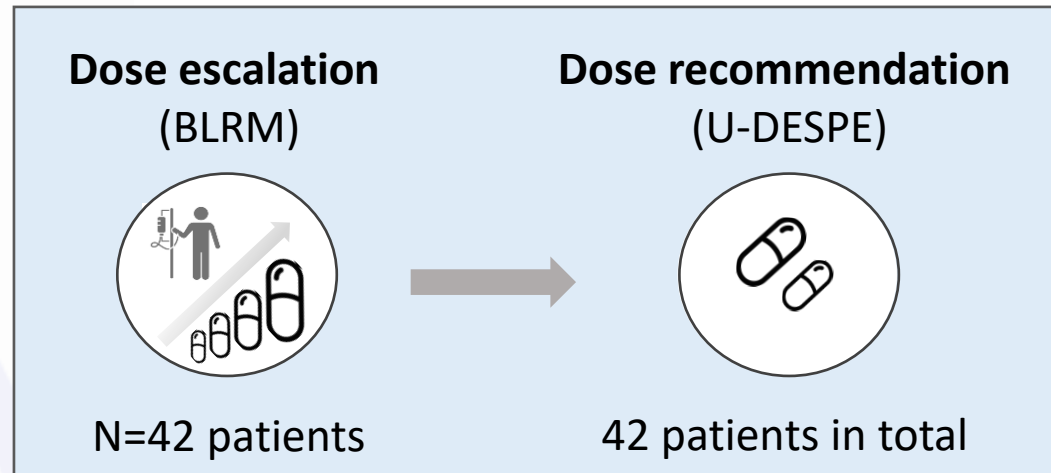 Dose escalation
(BLRM)
N=42 patients
Dose recommendation
(U-DESPE)
42 patients in total